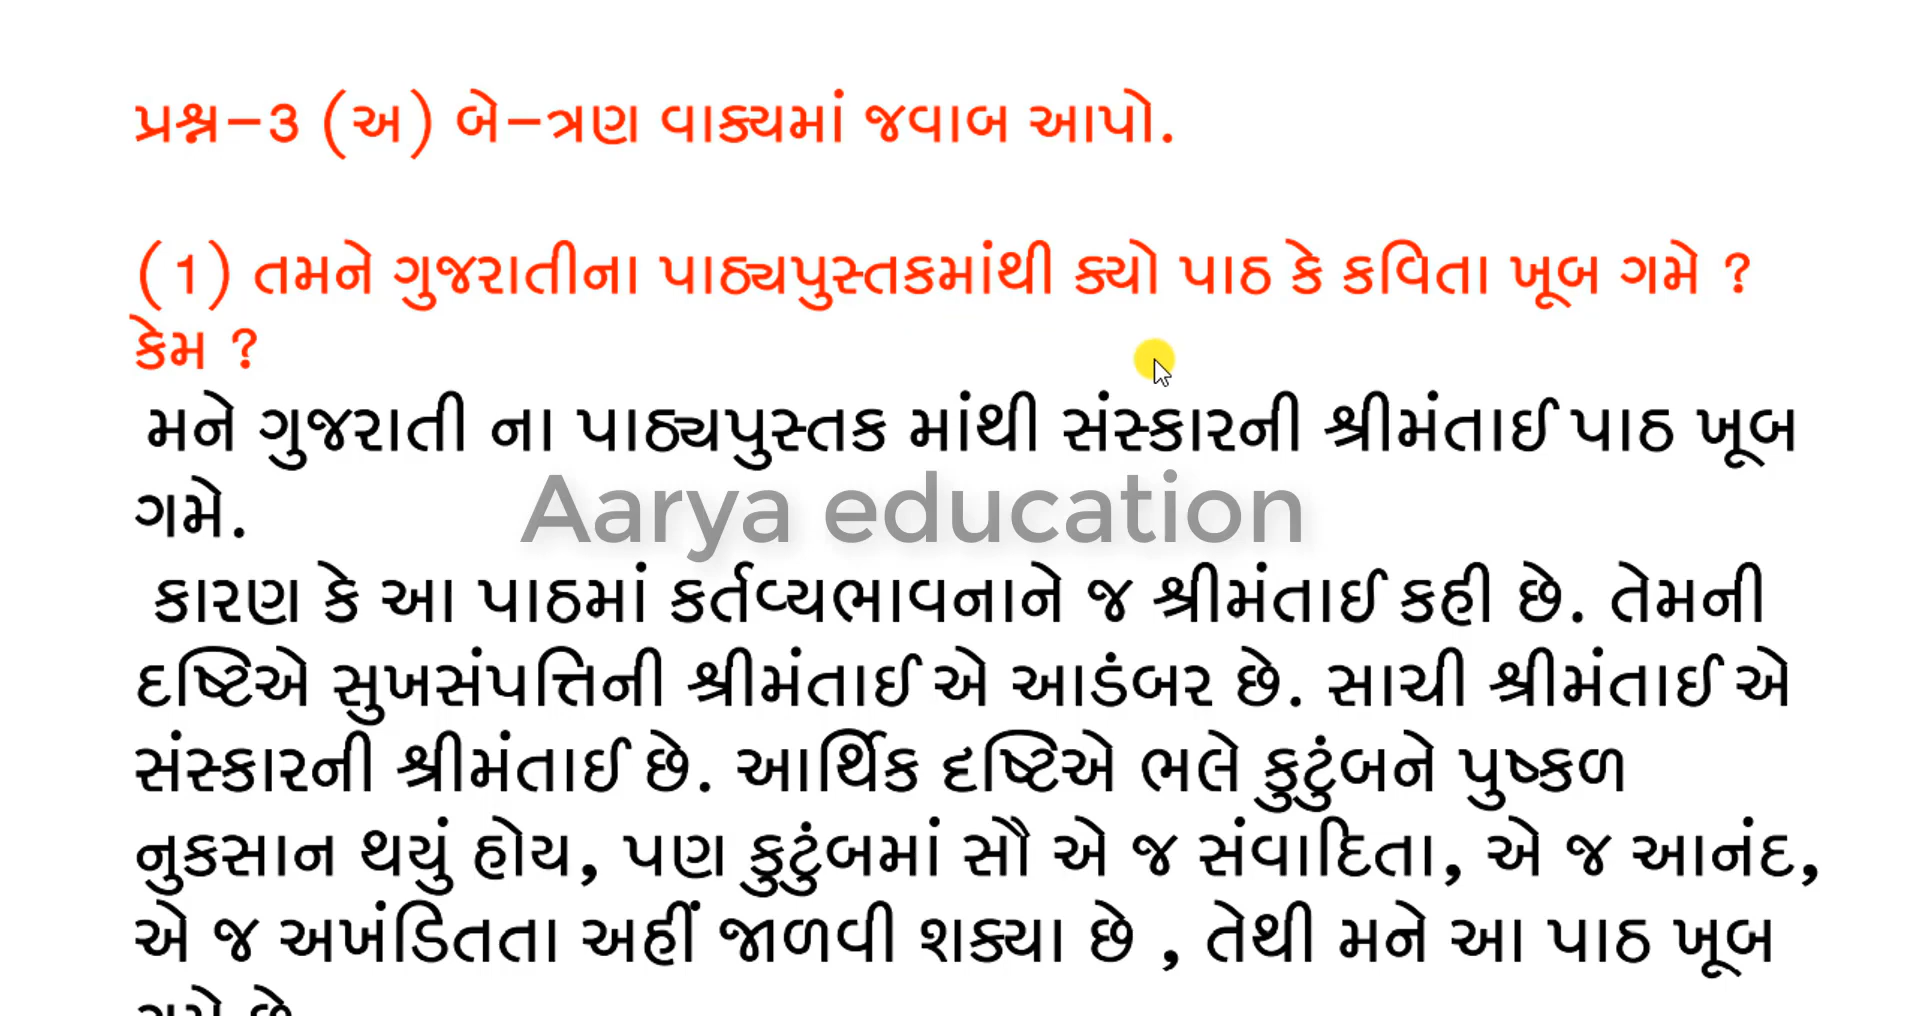 પ્રશ્ન-3 (અ) બે-ત્રણ વાક્યમાં જવાબ આપો.
(1) તમને ગુજરાતીના પાઠ્યપુસ્તકમાંથી ક્યો પાઠ કે કવિતા ખૂબ ગમે ?
કેમ ?
મને ગુજરાતી ના પાઠ્યપુસ્તક માંથી સંસ્કારની શ્રીમંતાઈ પાઠ ખૂબ
ગમે.
Aarya education
કારણ કે આ પાઠમાં કર્તવ્યભાવનાને જ શ્રીમંતાઈ કહી છે. તેમની
દૃષ્ટિએ સુખસંપત્તિની શ્રીમંતાઈ એ આડંબર છે. સાચી શ્રીમંતાઈ એ
સંસ્કારની શ્રીમંતાઈ છે. આર્થિક દૃષ્ટિએ ભલે કુટુંબને પુષ્કળ
નુકસાન થયું હોય, પણ કુટુંબમાં સૌ એ જ સંવાદિતા, એ જ આનંદ,
એ જ અખંડિતતા અહીં જાળવી શક્યા છે , તેથી મને આ પાઠ ખૂબ
ગમે છે